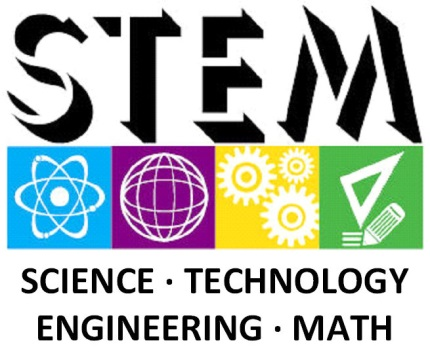 STEM
SCIENCE · TECHNOLOGY
ENGINEERING · MATH